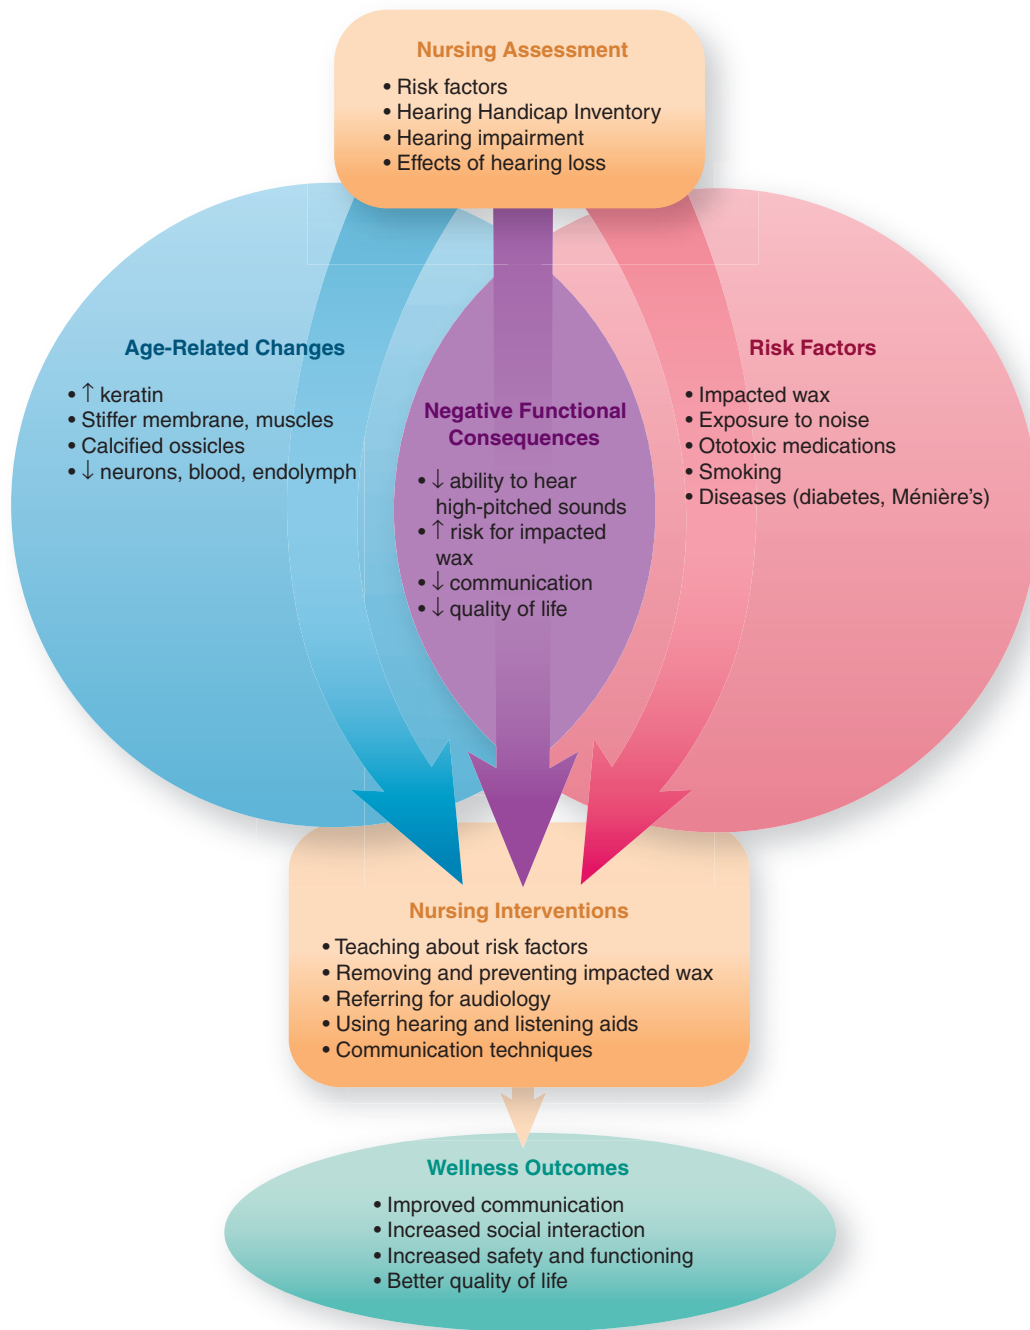 Nursing Assessment
• Risk factors
• Hearing Handicap Inventory
• Hearing impairment
• Effects of hearing loss
Age-Related Changes
• ↑ keratin
• Stiffer membrane, muscles
• Calcified ossicles
• ↓ neurons, blood, endolymph
Negative Functional
Consequences
• ↓ ability to hear
high-pitched sounds
• ↑ risk for impacted
wax
• ↓ communication
• ↓ quality of life
Risk Factors
• Impacted wax
• Exposure to noise
• Ototoxic medications
• Smoking
• Diseases (diabetes, Ménière's)
Nursing Interventions
• Teaching about risk factors
• Removing and preventing impacted wax
• Referring for audiology
• Using hearing and listening aids
• Communication techniques
Wellness Outcomes
• Improved communication
• Increased social interaction
• Increased safety and functioning
• Better quality of life